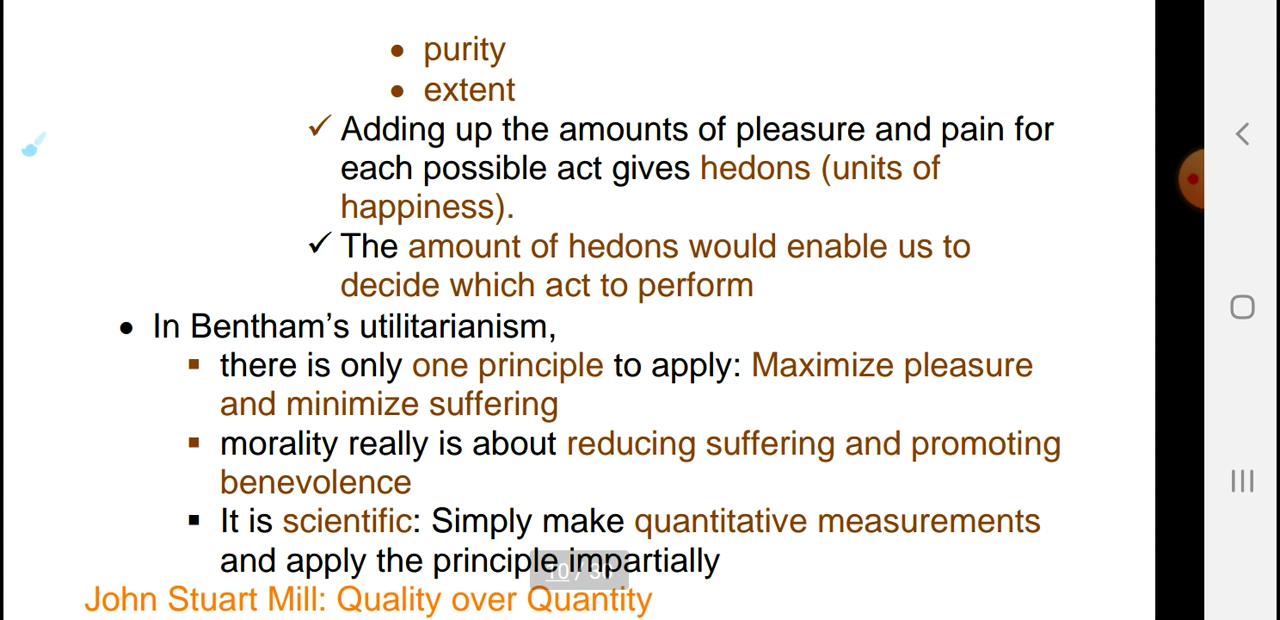 • purity
• extent
✓ Adding up the amounts of pleasure and pain for
each possible act gives hedons (units of
happiness).
✓ The amount of hedons would enable us to
decide which act to perform
• In Bentham’s utilitarianism,
▪ there is only one principle to apply: Maximize pleasure
and minimize suffering
▪ morality really is about reducing suffering and promoting
benevolence
▪ It is scientific: Simply make quantitative measurements
and apply the principle impartially
John Stuart Mill: Quality over Quantity